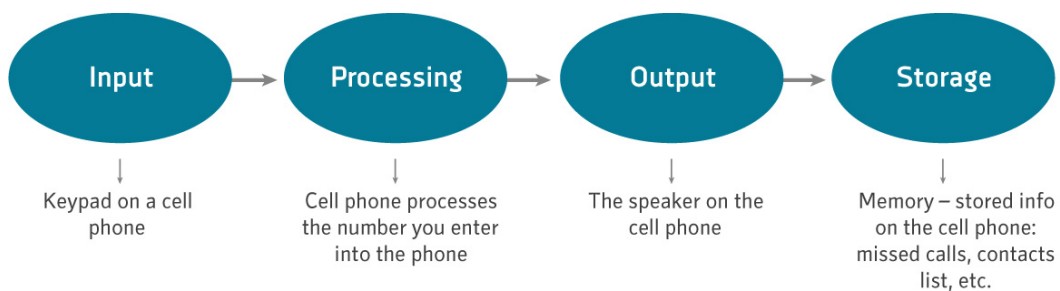 Input
Processing
Output
Storage
Keypad on a cell
phone
Cell phone processes
the number you enter
into the phone
The speaker on the
cell phone
Memory – stored info
on the cell phone:
missed calls, contacts
list, etc.